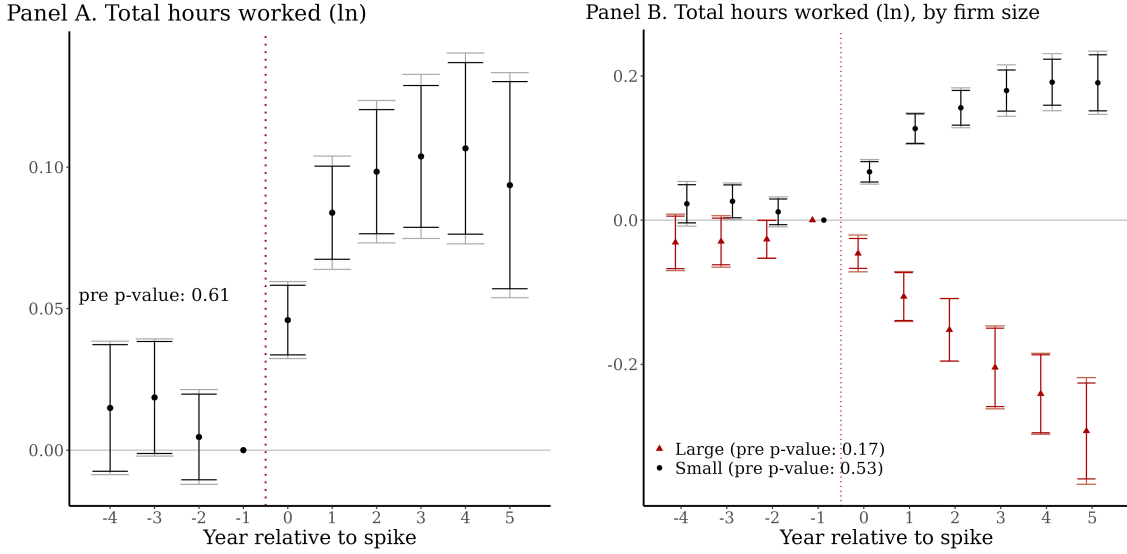 Panel A. Total hours worked (ln)
0.10
0.05
0.00
pre p-value: 0.61
-4 -3 -2 -1 0 1 2 3 4 5
Year relative to spike
Panel B. Total hours worked (ln), by firm size
0.2
0.0
-0.2
Large (pre p-value: 0.17)
Small (pre p-value: 0.53)
-4 -3 -2 -1 0 1 2 3 4 5
Year relative to spike